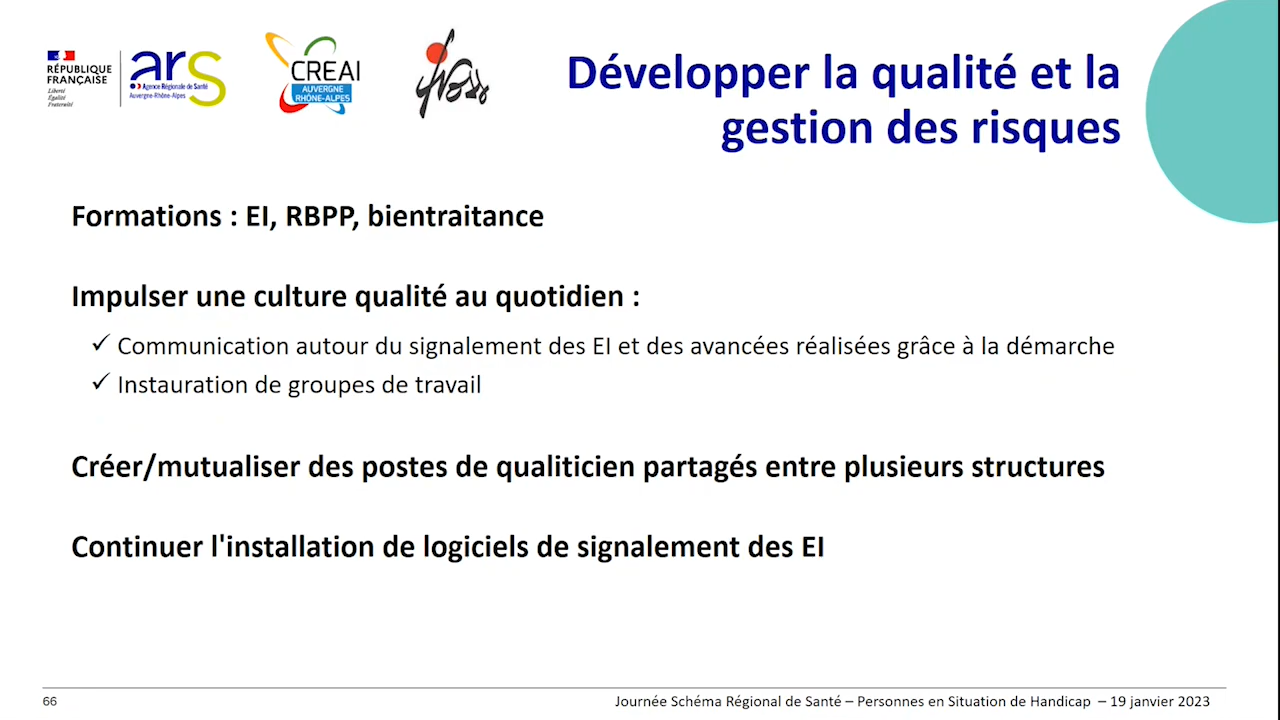 RÉPUBLIQUE
FRANÇAISE
Liberté
Égalité
Fraternité
ars
Agence Régionale de Santé
Auvergne-Rhône-Alpes
CREAI
AUVERGNE
RHÔNE-ALPES
Développer la qualité et la
gestion des risques
Formations : EI, RBPP, bientraitance
Impulser une culture qualité au quotidien :
✓ Communication autour du signalement des EI et des avancées réalisées grâce à la démarche
✓ Instauration de groupes de travail
Créer/mutualiser des postes de qualiticien partagés entre plusieurs structures
Continuer l'installation de logiciels de signalement des EI
66
Journée Schéma Régional de Santé – Personnes en Situation de Handicap – 19 janvier 2023